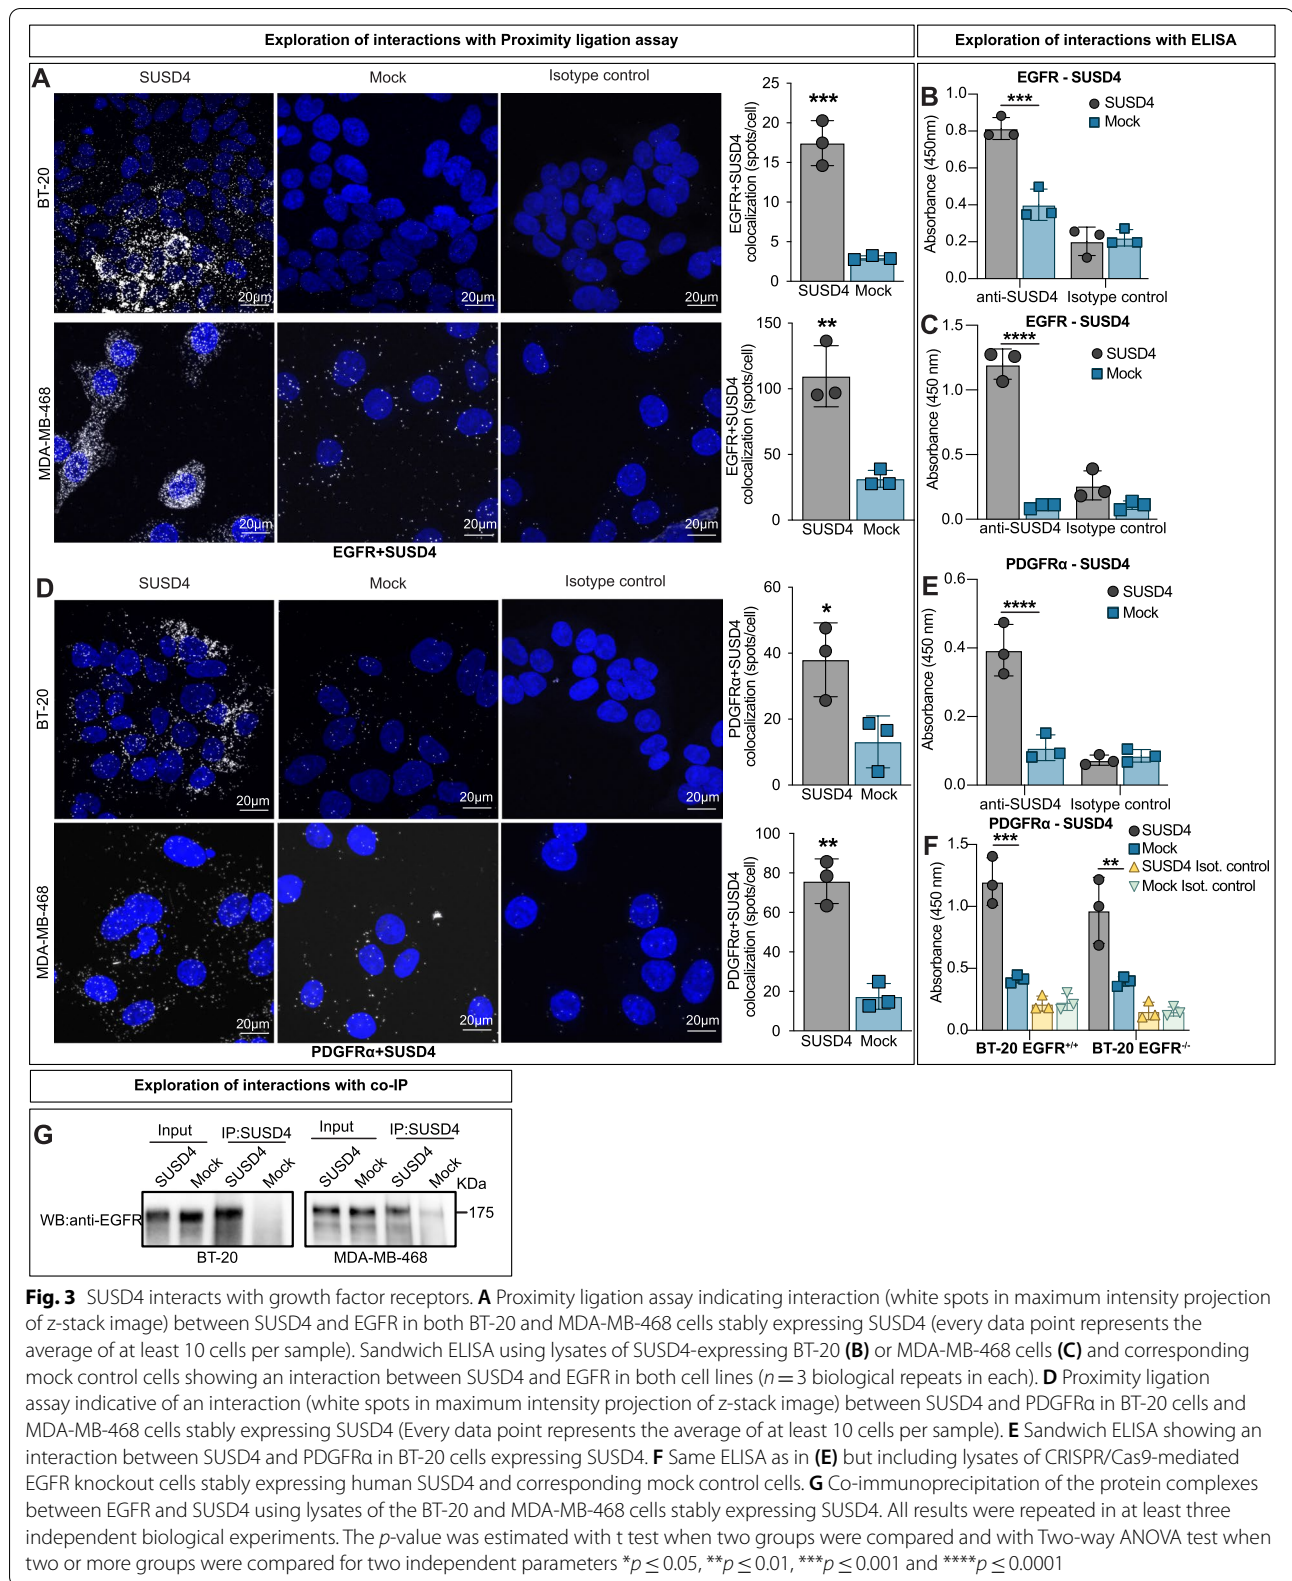 Exploration of interactions with Proximity ligation assay
Exploration of interactions with ELISA
A
SUSD4
Mock
Isotype control
BT-20
20µm
20µm
20µm
EGFR+SUSD4
colocalization (spots/cell)
25
20
15
10
5
0
***
SUSD4 Mock
MDA-MB-468
20µm
20µm
20µm
EGFR+SUSD4
EGFR+SUSD4
colocalization (spots/cell)
150
100
50
0
**
SUSD4 Mock
B
EGFR - SUSD4
Absorbance (450nm)
1.0
0.8
0.6
0.4
0.2
0.0
***
SUSD4
Mock
anti-SUSD4 Isotype control
C
EGFR - SUSD4
Absorbance (450 nm)
1.5
1.0
0.5
0.0
****
SUSD4
Mock
anti-SUSD4 Isotype control
D
SUSD4
Mock
Isotype control
BT-20
20µm
20µm
20µm
PDGFRα+SUSD4
colocalization (spots/cell)
60
40
20
0
*
SUSD4 Mock
MDA-MB-468
20µm
20µm
20µm
PDGFRα+SUSD4
PDGFRα+SUSD4
colocalization (spots/cell)
100
80
60
40
20
0
**
SUSD4 Mock
E
PDGFRα - SUSD4
Absorbance (450 nm)
0.6
0.4
0.2
0.0
****
SUSD4
Mock
anti-SUSD4 Isotype control
F
PDGFRα - SUSD4
Absorbance (450 nm)
1.5
1.0
0.5
0.0
***
**
SUSD4
Mock
SUSD4 Isot. control
Mock Isot. control
BT-20 EGFR+/+ BT-20 EGFR-/-
Exploration of interactions with co-IP
G
Input IP:SUSD4 Input IP:SUSD4
SUSD4 Mock SUSD4 Mock SUSD4 Mock SUSD4 Mock
KDa
WB:anti-EGFR
175
BT-20 MDA-MB-468
Fig. 3 SUSD4 interacts with growth factor receptors. A Proximity ligation assay indicating interaction (white spots in maximum intensity projection
of z-stack image) between SUSD4 and EGFR in both BT-20 and MDA-MB-468 cells stably expressing SUSD4 (every data point represents the
average of at least 10 cells per sample). Sandwich ELISA using lysates of SUSD4-expressing BT-20 (B) or MDA-MB-468 cells (C) and corresponding
mock control cells showing an interaction between SUSD4 and EGFR in both cell lines (n = 3 biological repeats in each). D Proximity ligation
assay indicative of an interaction (white spots in maximum intensity projection of z-stack image) between SUSD4 and PDGFRα in BT-20 cells and
MDA-MB-468 cells stably expressing SUSD4 (Every data point represents the average of at least 10 cells per sample). E Sandwich ELISA showing an
interaction between SUSD4 and PDGFRα in BT-20 cells expressing SUSD4. F Same ELISA as in (E) but including lysates of CRISPR/Cas9-mediated
EGFR knockout cells stably expressing human SUSD4 and corresponding mock control cells. G Co-immunoprecipitation of the protein complexes
between EGFR and SUSD4 using lysates of the BT-20 and MDA-MB-468 cells stably expressing SUSD4. All results were repeated in at least three
independent biological experiments. The p-value was estimated with t test when two groups were compared and with Two-way ANOVA test when
two or more groups were compared for two independent parameters *p ≤ 0.05, **p ≤ 0.01, ***p ≤ 0.001 and ****p ≤ 0.0001